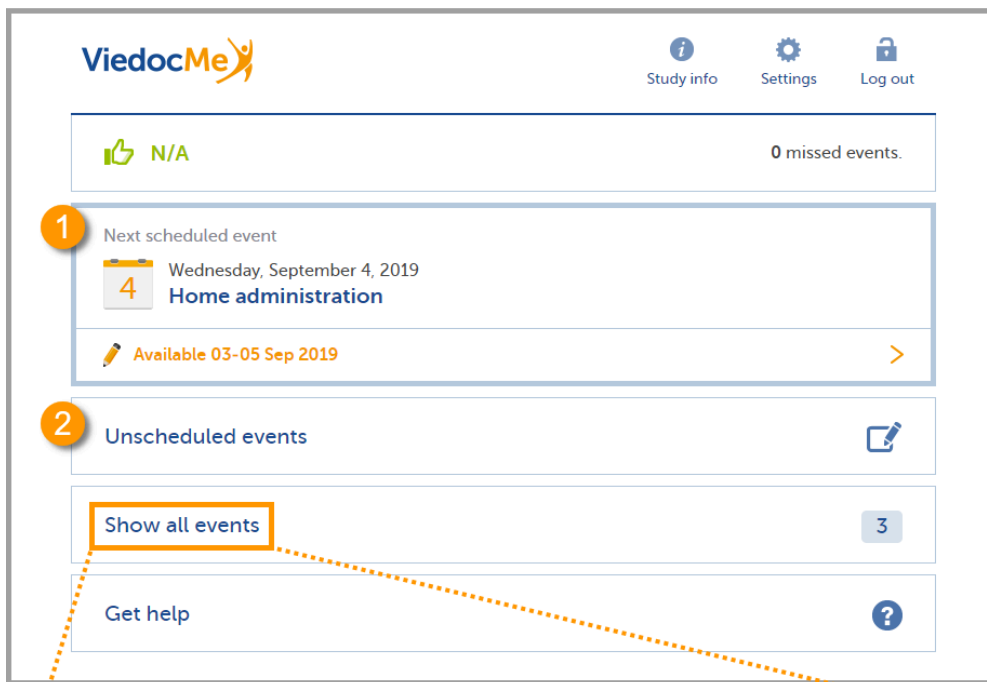 ViedocMe
Study info
Settings
Log out
N/A
0 missed events.
1
Next scheduled event
4
Wednesday, September 4, 2019
Home administration
Available 03-05 Sep 2019
2
Unscheduled events
Show all events
3
Get help
?